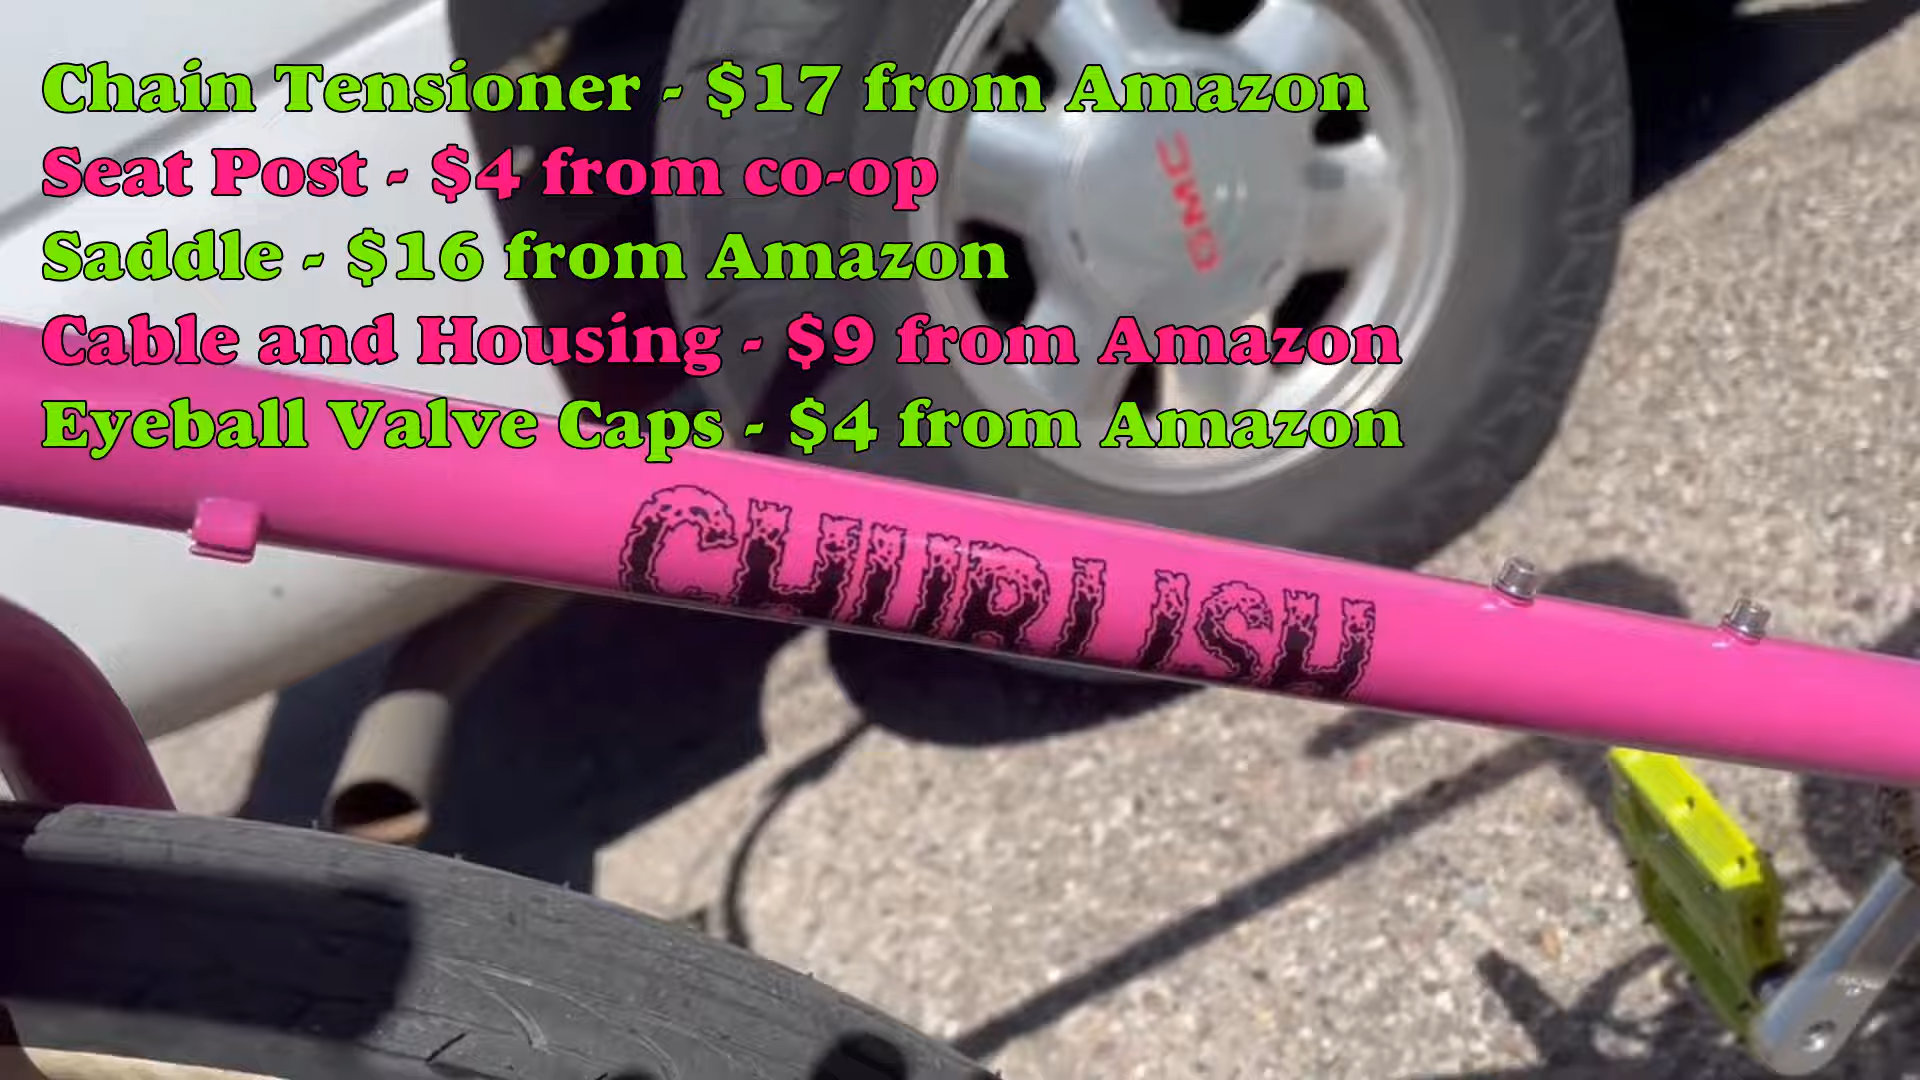 Chain Tensioner - $17 from Amazon
Seat Post - $4 from co-op
Saddle - $16 from Amazon
Cable and Housing - $9 from Amazon
Eyeball Valve Caps - $4 from Amazon
GMC
CHURLISH